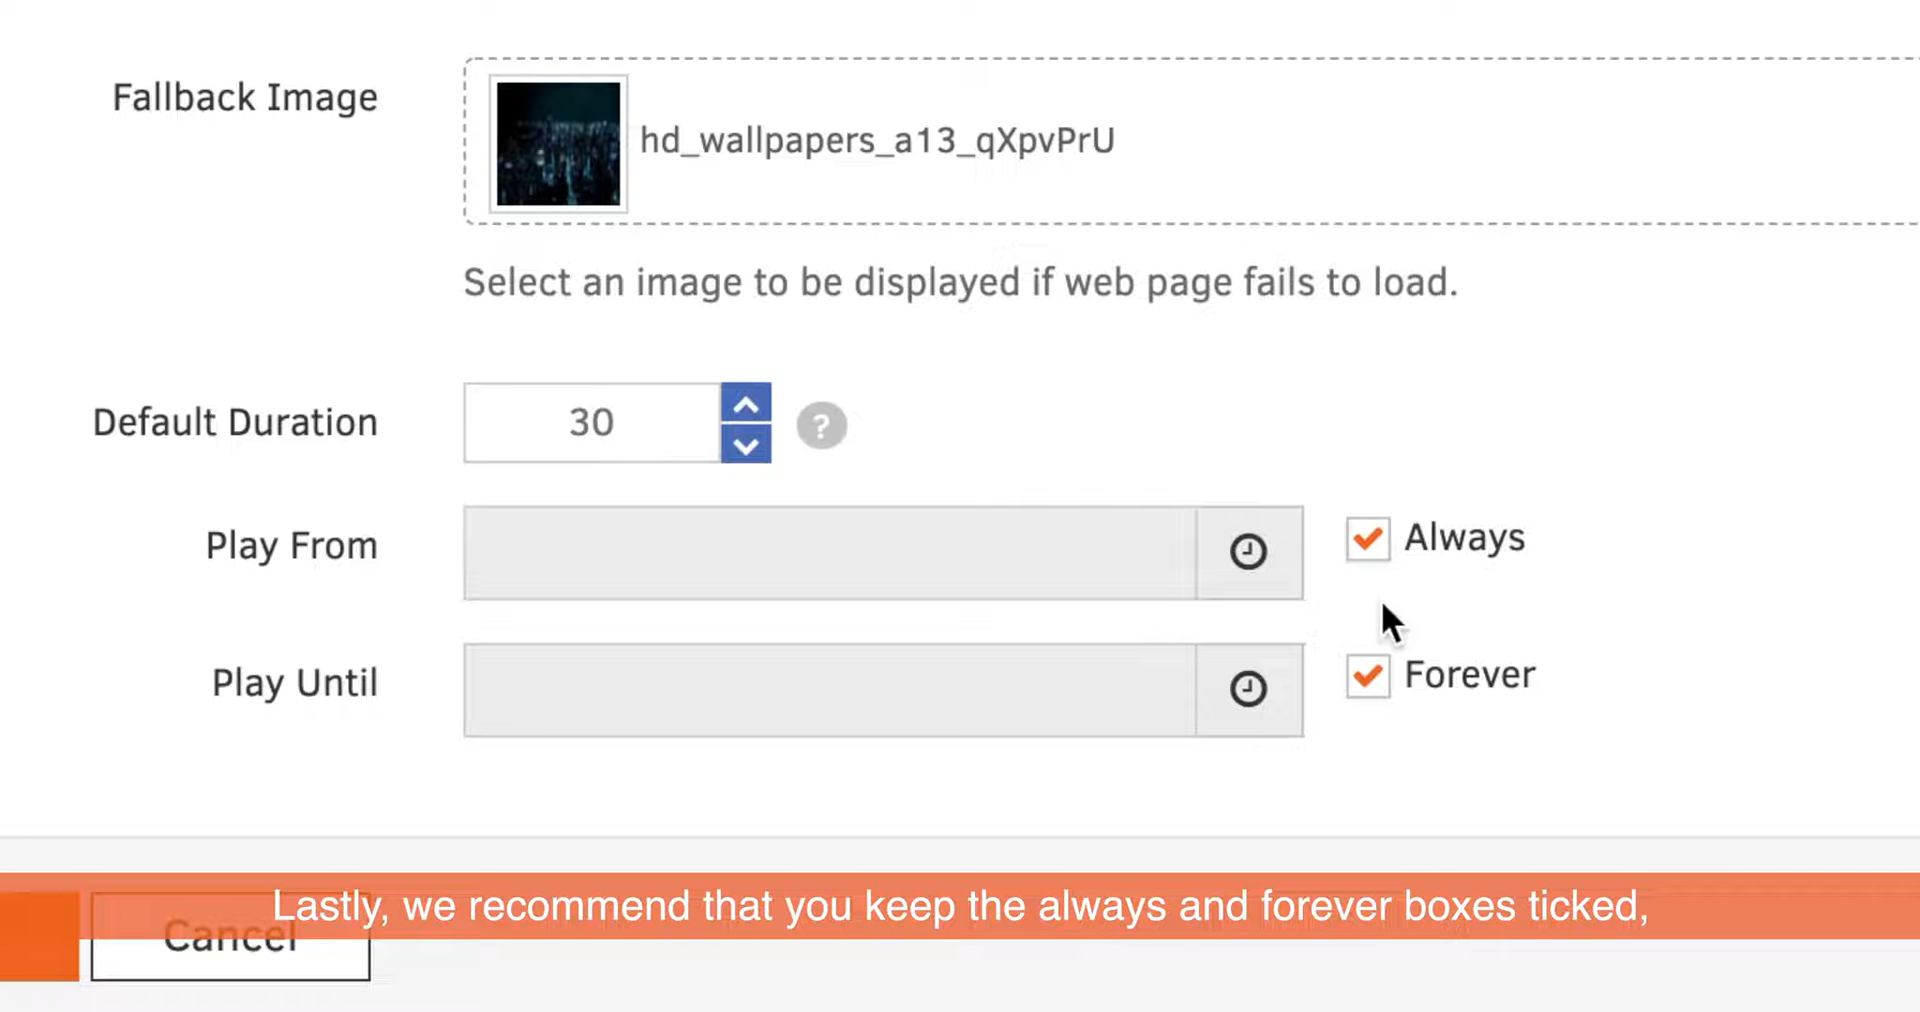 Fallback Image
hd_wallpapers_a13_qXpvPrU
Select an image to be displayed if web page fails to load.
Default Duration
30
?
Play From
Always
Play Until
Forever
Lastly, we recommend that you keep the always and forever boxes ticked,
Cancel